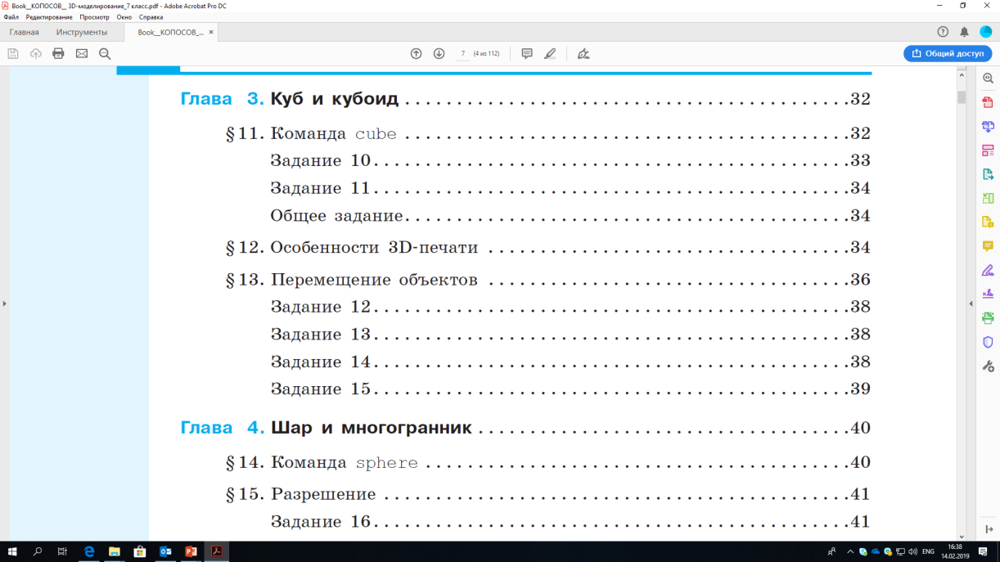 Book__КОПОСОВ__ 3D-моделирование_7 класс.pdf - Adobe Acrobat Pro DC
Файл Редактирование Просмотр Окно Справка
Главная Инструменты Book__КОПОСОВ_... ×
7 (4 из 112) Общий доступ
Глава 3. Куб и кубоид 32
§ 11. Команда cube 32
Задание 10 33
Задание 11 34
Общее задание 34
§ 12. Особенности 3D-печати 34
§ 13. Перемещение объектов 36
Задание 12 38
Задание 13 38
Задание 14 38
Задание 15 39
Глава 4. Шар и многогранник 40
§ 14. Команда sphere 40
§ 15. Разрешение 41
Задание 16 41
ENG 16:38
14.02.2019